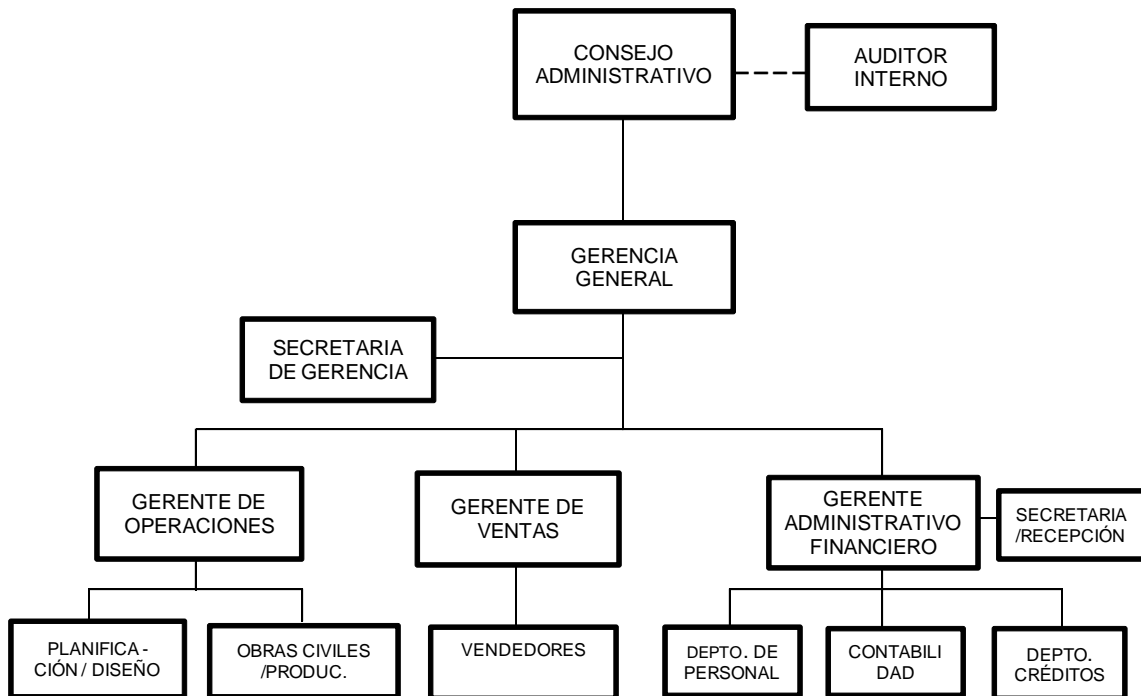 CONSEJO
ADMINISTRATIVO
AUDITOR
INTERNO
GERENCIA
GENERAL
SECRETARIA
DE GERENCIA
GERENTE DE
OPERACIONES
GERENTE DE
VENTAS
GERENTE
ADMINISTRATIVO
FINANCIERO
SECRETARIA
/RECEPCIÓN
PLANIFICA -
CIÓN / DISEÑO
OBRAS CIVILES
/PRODUC.
VENDEDORES
DEPTO. DE
PERSONAL
CONTABILI
DAD
DEPTO.
CRÉDITOS